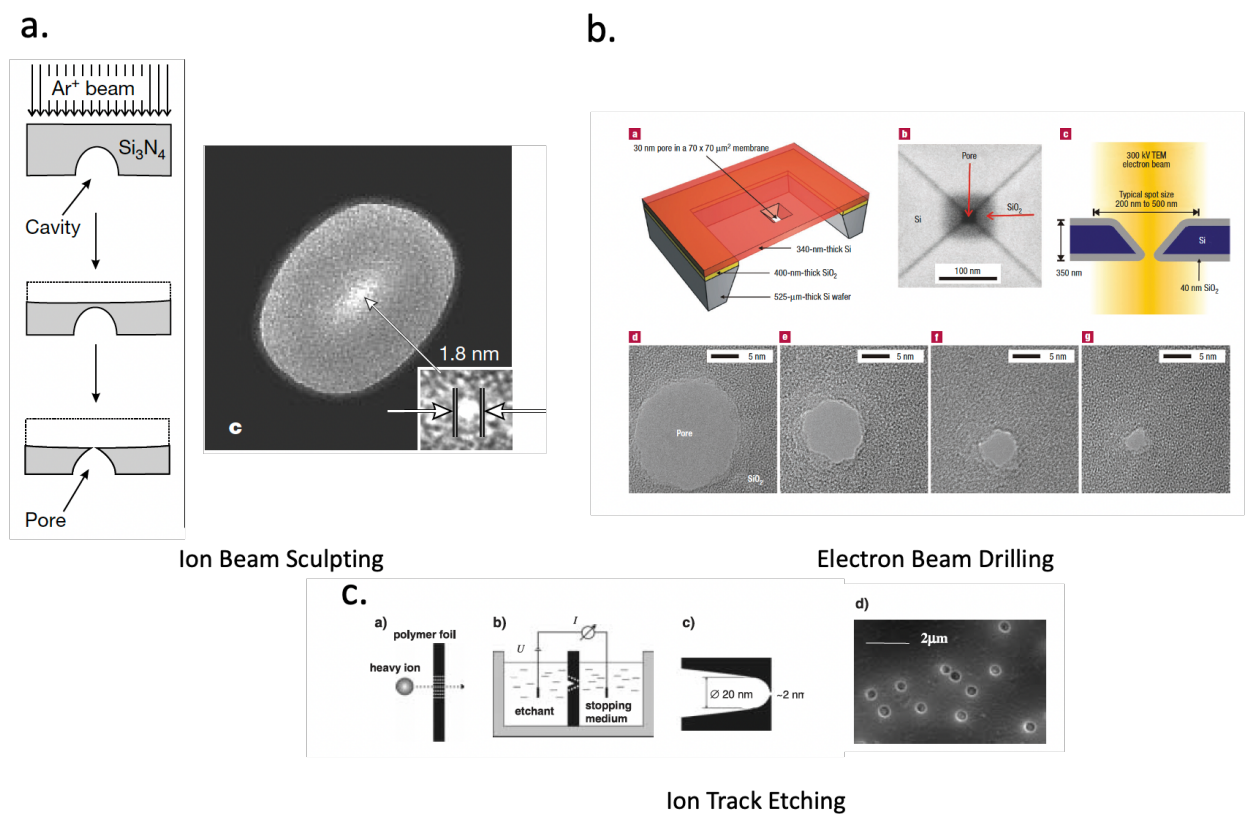 a.
Ar+ beam
Si3N4
Cavity
Pore
1.8 nm
c
Ion Beam Sculpting
b.
a
30 nm pore in a 70 x 70 μm2 membrane
340-nm-thick Si
400-nm-thick SiO2
525-μm-thick Si wafer
b
Pore
Si
SiO2
100 nm
c
300 kV TEM
electron beam
Typical spot size
200 nm to 500 nm
Si
350 nm
40 nm SiO2
d
5 nm
Pore
SiO2
e
5 nm
f
5 nm
g
5 nm
Electron Beam Drilling
C.
a)
polymer foil
heavy ion
b)
I
U
etchant
stopping
medium
c)
Ø 20 nm
~2 nm
d)
2μm
Ion Track Etching